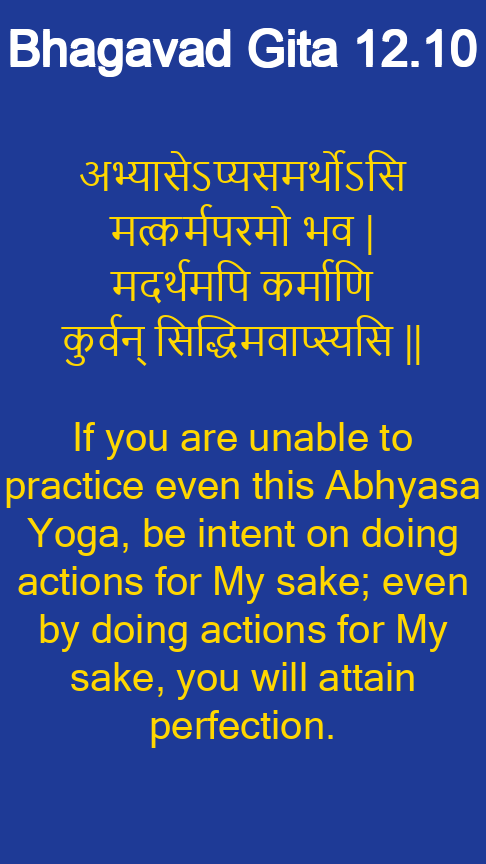 Bhagavad Gita 12.10
अभ्यासेऽप्यसमर्थोऽसि
मत्कर्मपरमो भव |
मदर्थमपि कर्माणि
कुर्वन् सिद्धिमवाप्स्यसि ||
If you are unable to
practice even this Abhyasa
Yoga, be intent on doing
actions for My sake; even
by doing actions for My
sake, you will attain
perfection.